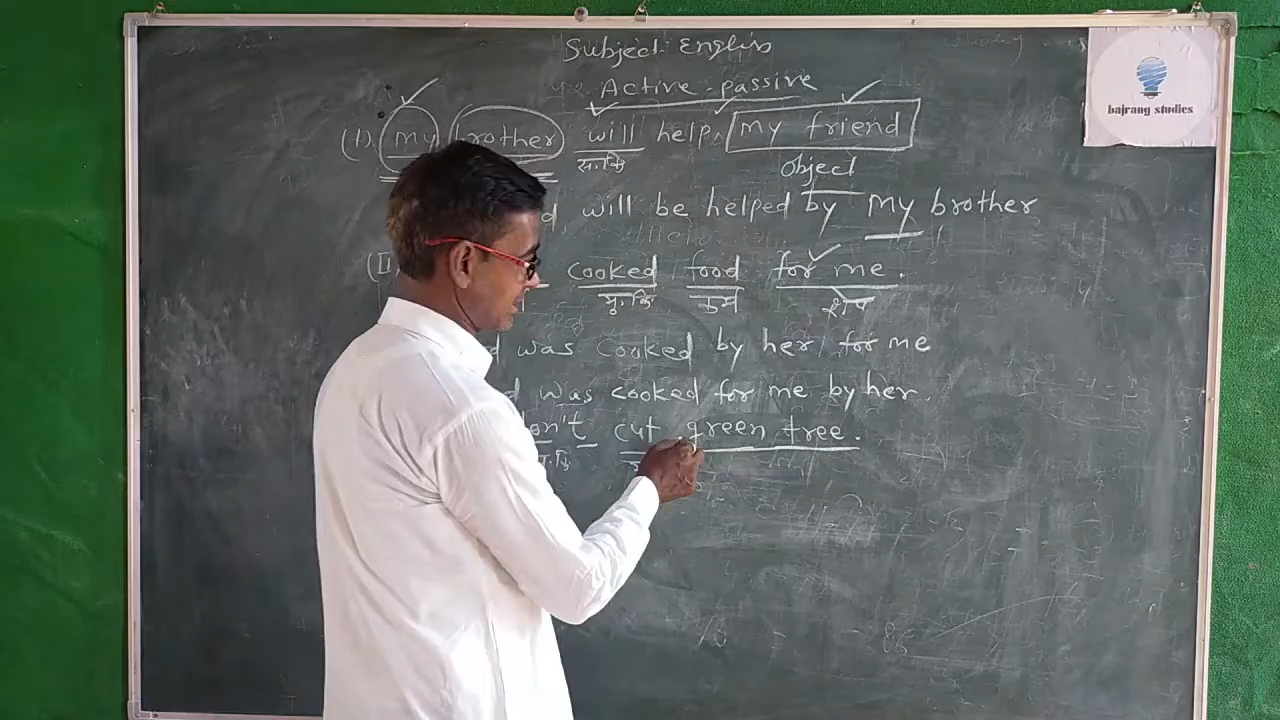 Subject- English
Active - passive
bajrang studies
(I) my brother will help my friend
स.क्रि object
will be helped by my brother
(II) cooked food for me.
मु. क्रि कर्म शेष
was cooked by her for me
was cooked for me by her.
cut green tree.